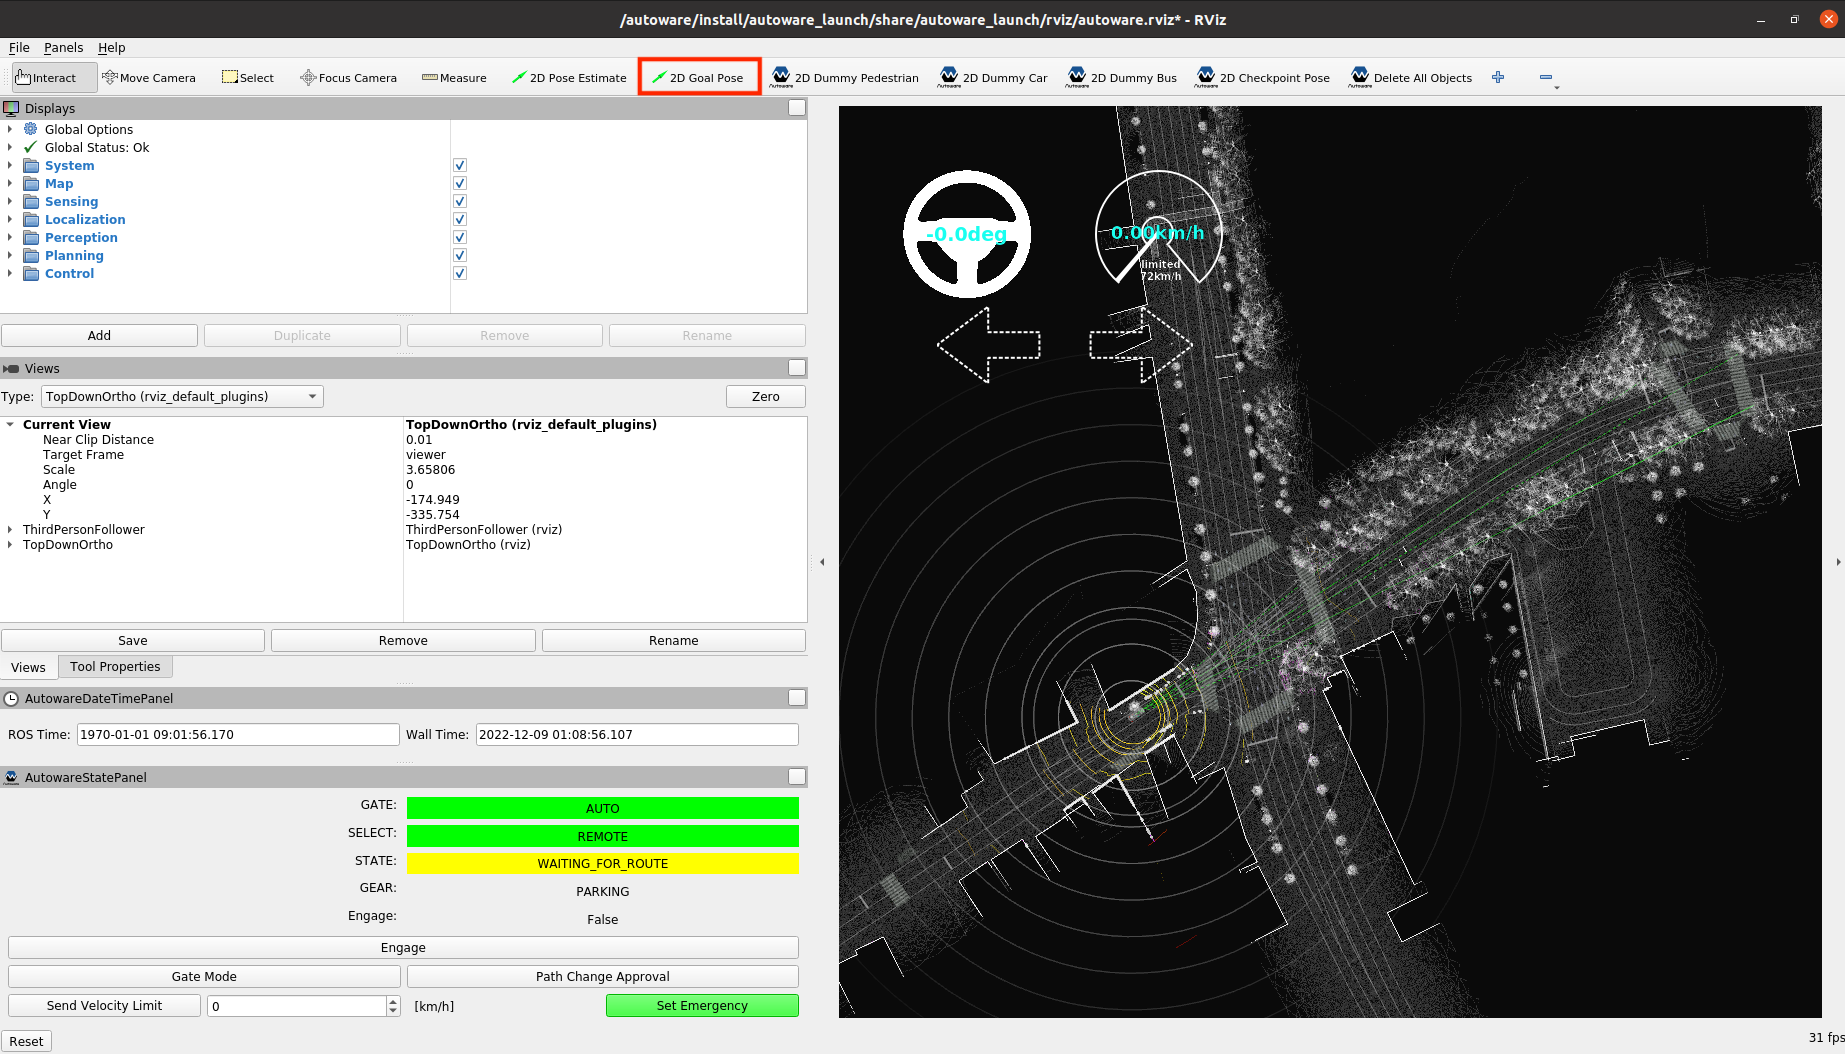 /autoware/install/autoware_launch/share/autoware_launch/rviz/autoware.rviz* - RViz
File Panels Help
Interact Move Camera Select Focus Camera Measure 2D Pose Estimate 2D Goal Pose 2D Dummy Pedestrian 2D Dummy Car 2D Dummy Bus 2D Checkpoint Pose Delete All Objects
Autoware Autoware Autoware Autoware Autoware
Displays
Global Options
Global Status: Ok
System
Map
Sensing
Localization
Perception
Planning
Control
Add Duplicate Remove Rename
Views
Type: TopDownOrtho (rviz_default_plugins) Zero
Current View TopDownOrtho (rviz_default_plugins)
Near Clip Distance 0.01
Target Frame viewer
Scale 3.65806
Angle 0
X -174.949
Y -335.754
ThirdPersonFollower ThirdPersonFollower (rviz)
TopDownOrtho TopDownOrtho (rviz)
Save Remove Rename
Views Tool Properties
AutowareDateTimePanel
ROS Time: 1970-01-01 09:01:56.170 Wall Time: 2022-12-09 01:08:56.107
AutowareStatePanel
GATE: AUTO
SELECT: REMOTE
STATE: WAITING_FOR_ROUTE
GEAR: PARKING
Engage: False
Engage
Gate Mode Path Change Approval
Send Velocity Limit 0 [km/h] Set Emergency
Reset
-0.0deg 0.00km/h
limited
72km/h
31 fps